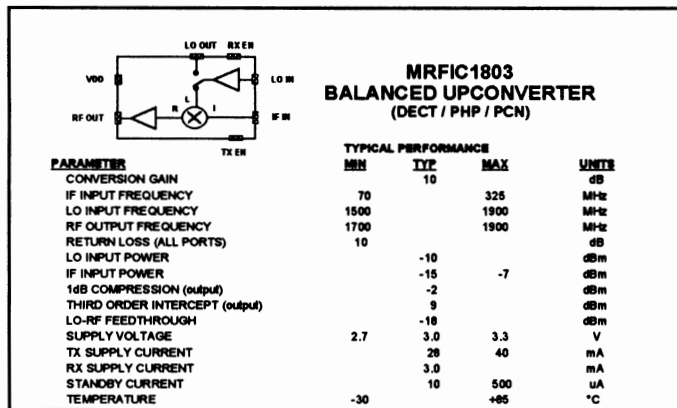 LO OUT RX EN
VDD
LO IN
L
R I
RF OUT
IF IN
TX EN
MRFIC1803
BALANCED UPCONVERTER
(DECT / PHP / PCN)
TYPICAL PERFORMANCE
PARAMETER MIN TYP MAX UNITS
CONVERSION GAIN 10 dB
IF INPUT FREQUENCY 70 325 MHz
LO INPUT FREQUENCY 1500 1900 MHz
RF OUTPUT FREQUENCY 1700 1900 MHz
RETURN LOSS (ALL PORTS) 10 dB
LO INPUT POWER -10 dBm
IF INPUT POWER -15 -7 dBm
1dB COMPRESSION (output) -2 dBm
THIRD ORDER INTERCEPT (output) 9 dBm
LO-RF FEEDTHROUGH dBm
SUPPLY VOLTAGE 2.7 3.0 3.3 V
TX SUPPLY CURRENT 40 mA
RX SUPPLY CURRENT 3.0 mA
STANDBY CURRENT 10 500 uA
TEMPERATURE -30 °C